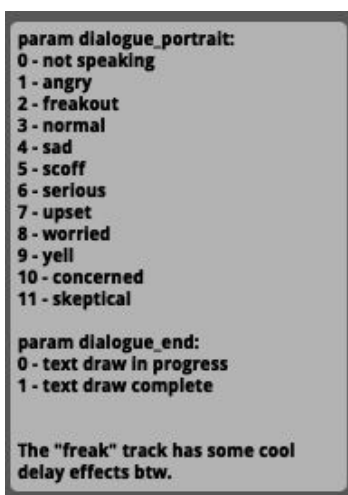 param dialogue_portrait:
0 - not speaking
1 - angry
2 - freakout
3 - normal
4 - sad
5 - scoff
6 - serious
7 - upset
8 - worried
9 - yell
10 - concerned
11 - skeptical
param dialogue_end:
0 - text draw in progress
1 - text draw complete
The "freak" track has some cool
delay effects btw.